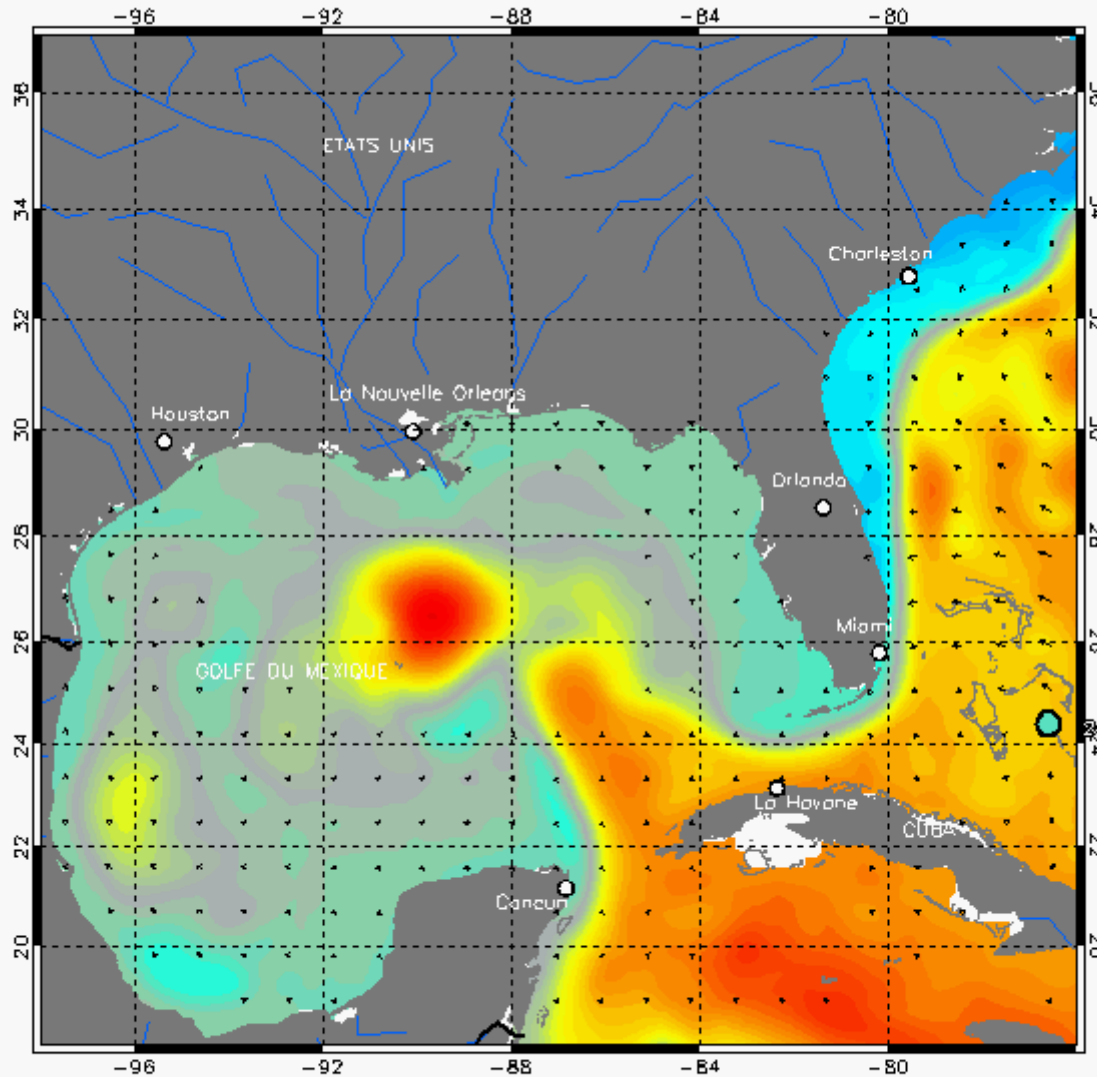 -96 -92 -88 -84 -80
36
ETATS UNIS
34
Charleston
32
La Nouvelle Orleans
Houston
30
Orlando
28
Miami
26
GOLFE DU MEXIQUE
24
La Havane
CUBA
22
Cancun
20
-96 -92 -88 -84 -80